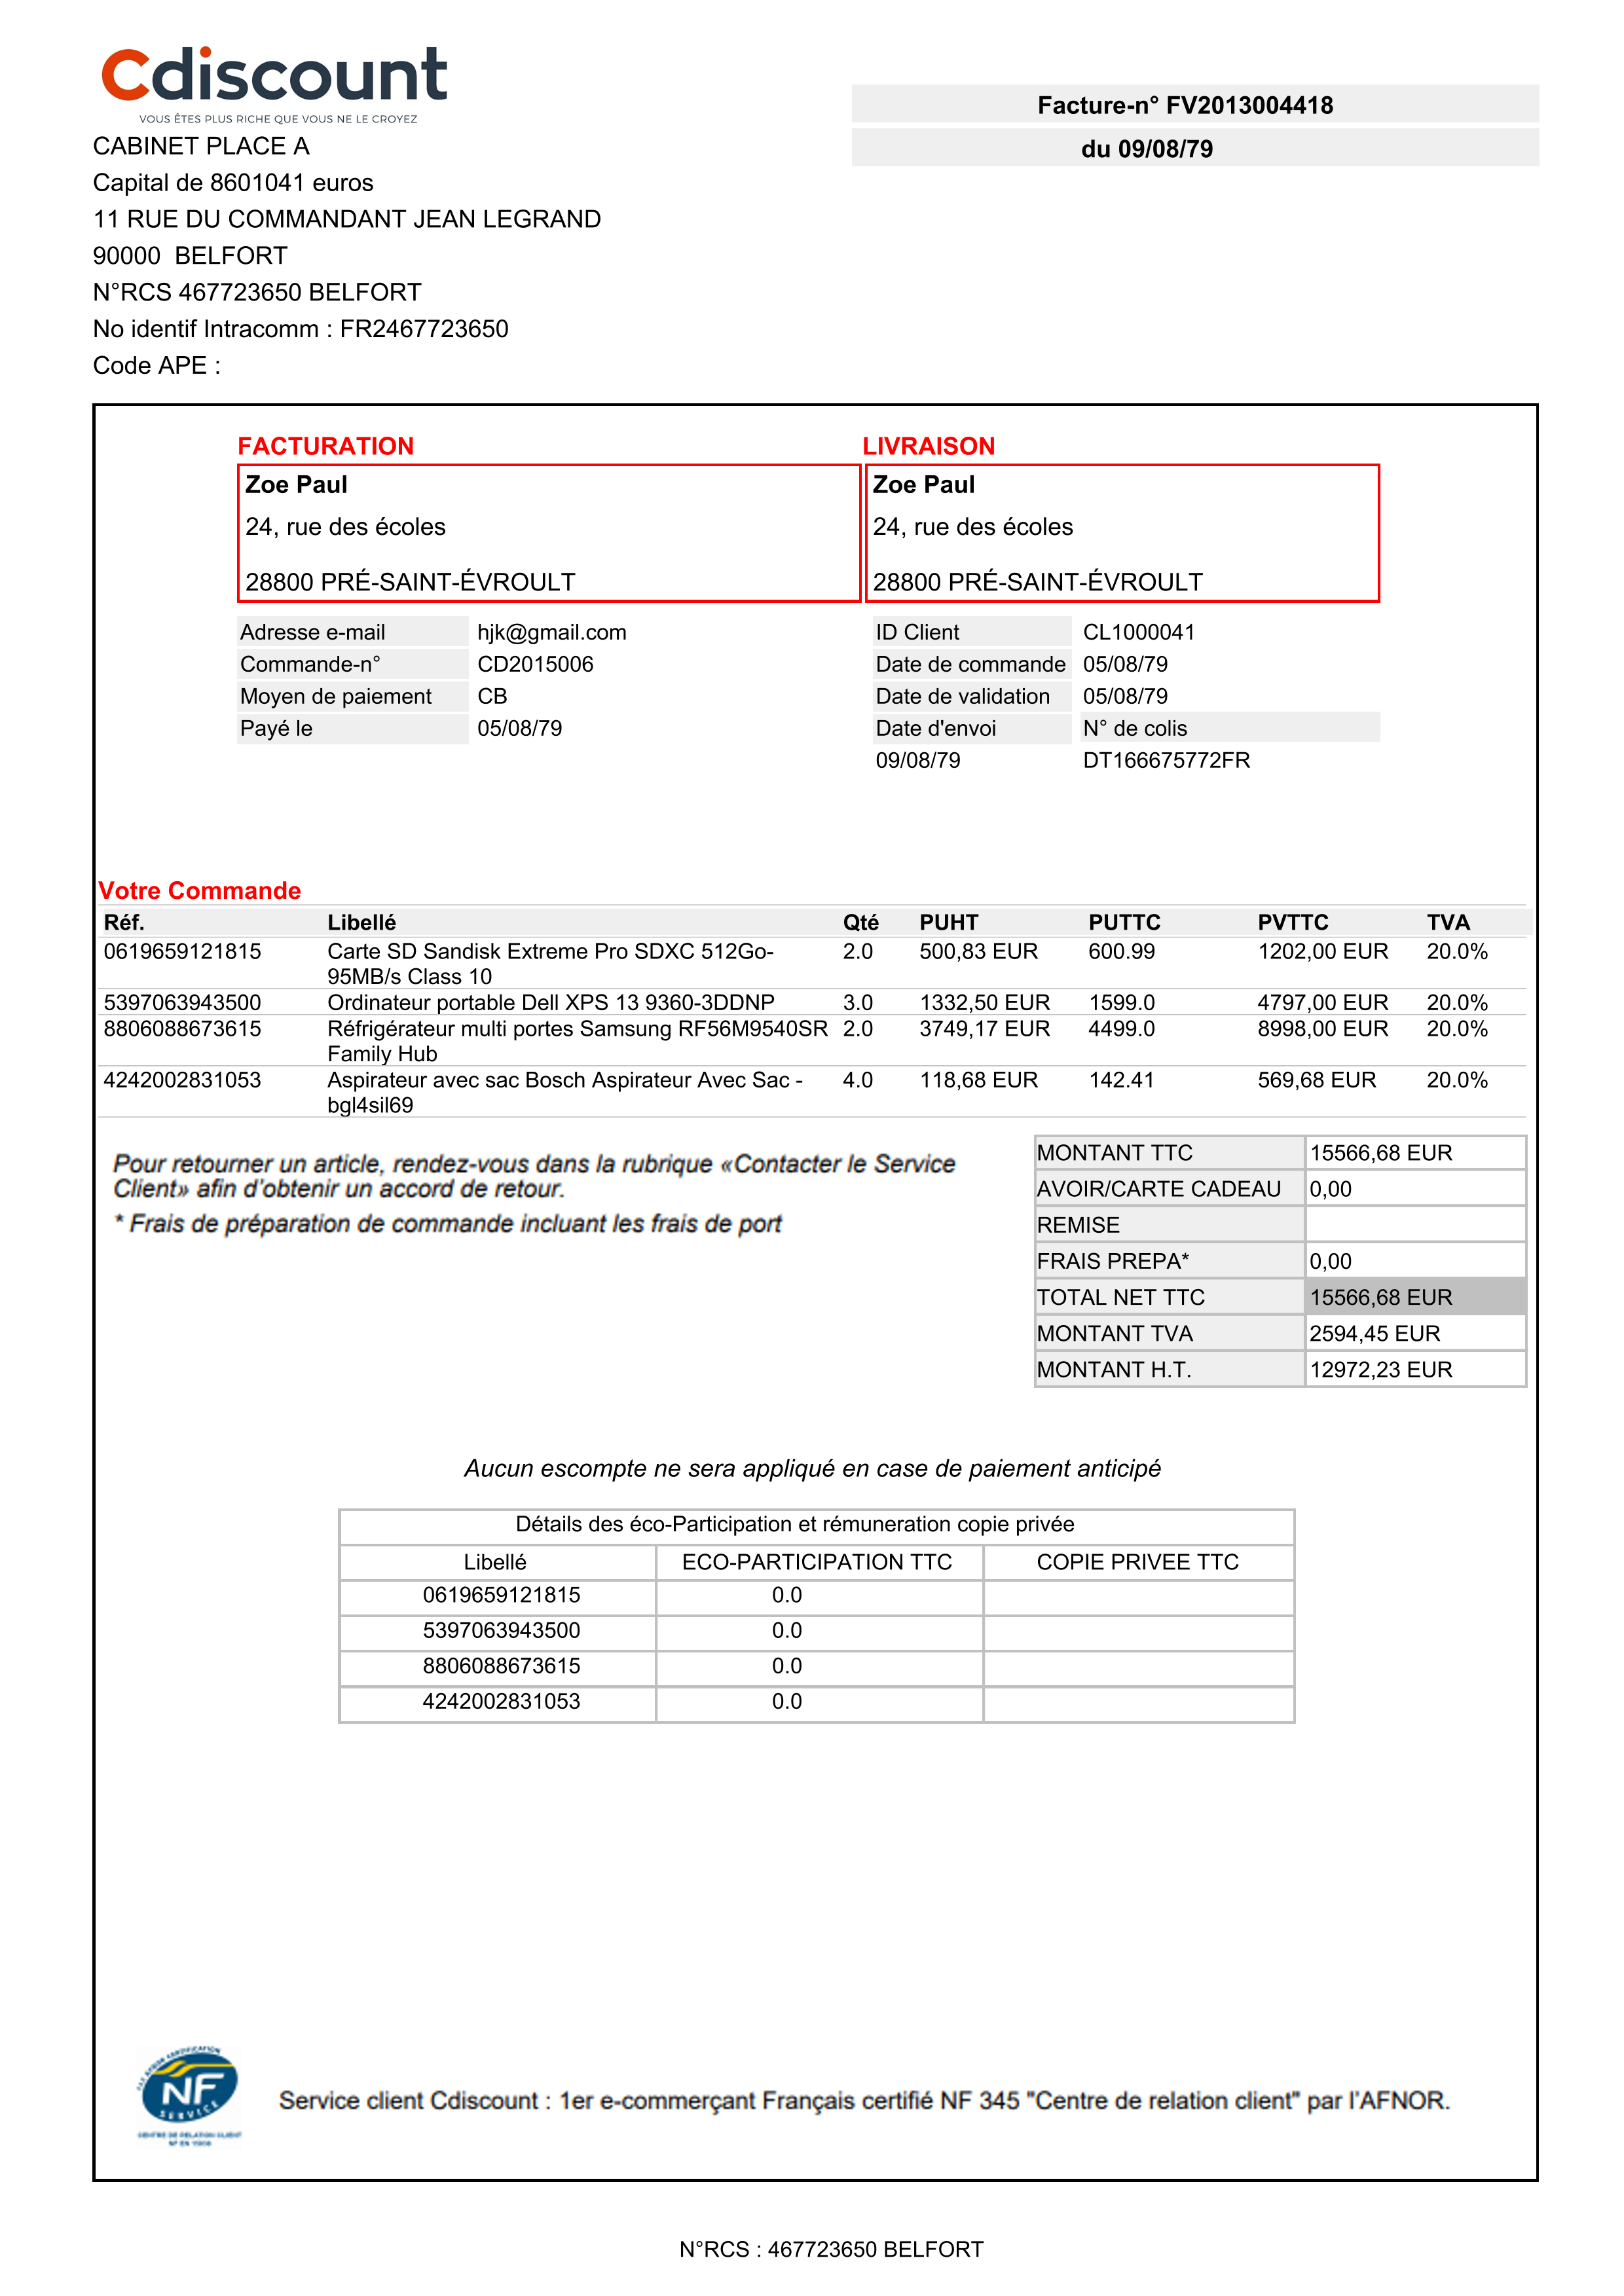 Cdiscount
VOUS ÊTES PLUS RICHE QUE VOUS NE LE CROYEZ
Facture-n° FV2013004418
du 09/08/79
CABINET PLACE A
Capital de 8601041 euros
11 RUE DU COMMANDANT JEAN LEGRAND
90000 BELFORT
N°RCS 467723650 BELFORT
No identif Intracomm : FR2467723650
Code APE :
FACTURATION
Zoe Paul
24, rue des écoles
28800 PRÉ-SAINT-ÉVROULT
LIVRAISON
Zoe Paul
24, rue des écoles
28800 PRÉ-SAINT-ÉVROULT
Adresse e-mail hjk@gmail.com
Commande-n° CD2015006
Moyen de paiement CB
Payé le 05/08/79
ID Client CL1000041
Date de commande 05/08/79
Date de validation 05/08/79
Date d'envoi N° de colis
09/08/79 DT166675772FR
Votre Commande
Réf. Libellé Qté PUHT PUTTC PVTTC TVA
0619659121815 Carte SD Sandisk Extreme Pro SDXC 512Go- 2.0 500,83 EUR 600.99 1202,00 EUR 20.0%
95MB/s Class 10
5397063943500 Ordinateur portable Dell XPS 13 9360-3DDNP 3.0 1332,50 EUR 1599.0 4797,00 EUR 20.0%
8806088673615 Réfrigérateur multi portes Samsung RF56M9540SR 2.0 3749,17 EUR 4499.0 8998,00 EUR 20.0%
Family Hub
4242002831053 Aspirateur avec sac Bosch Aspirateur Avec Sac - 4.0 118,68 EUR 142.41 569,68 EUR 20.0%
bgl4sil69
Pour retourner un article, rendez-vous dans la rubrique «Contacter le Service
Client» afin d'obtenir un accord de retour.
* Frais de préparation de commande incluant les frais de port
MONTANT TTC 15566,68 EUR
AVOIR/CARTE CADEAU 0,00
REMISE
FRAIS PREPA* 0,00
TOTAL NET TTC 15566,68 EUR
MONTANT TVA 2594,45 EUR
MONTANT H.T. 12972,23 EUR
Aucun escompte ne sera appliqué en case de paiement anticipé
Détails des éco-Participation et rémuneration copie privée
Libellé ECO-PARTICIPATION TTC COPIE PRIVEE TTC
0619659121815 0.0
5397063943500 0.0
8806088673615 0.0
4242002831053 0.0
NF
SERVICE
CENTRE DE RELATION CLIENT
Service client Cdiscount : 1er e-commerçant Français certifié NF 345 "Centre de relation client" par l'AFNOR.
N°RCS : 467723650 BELFORT